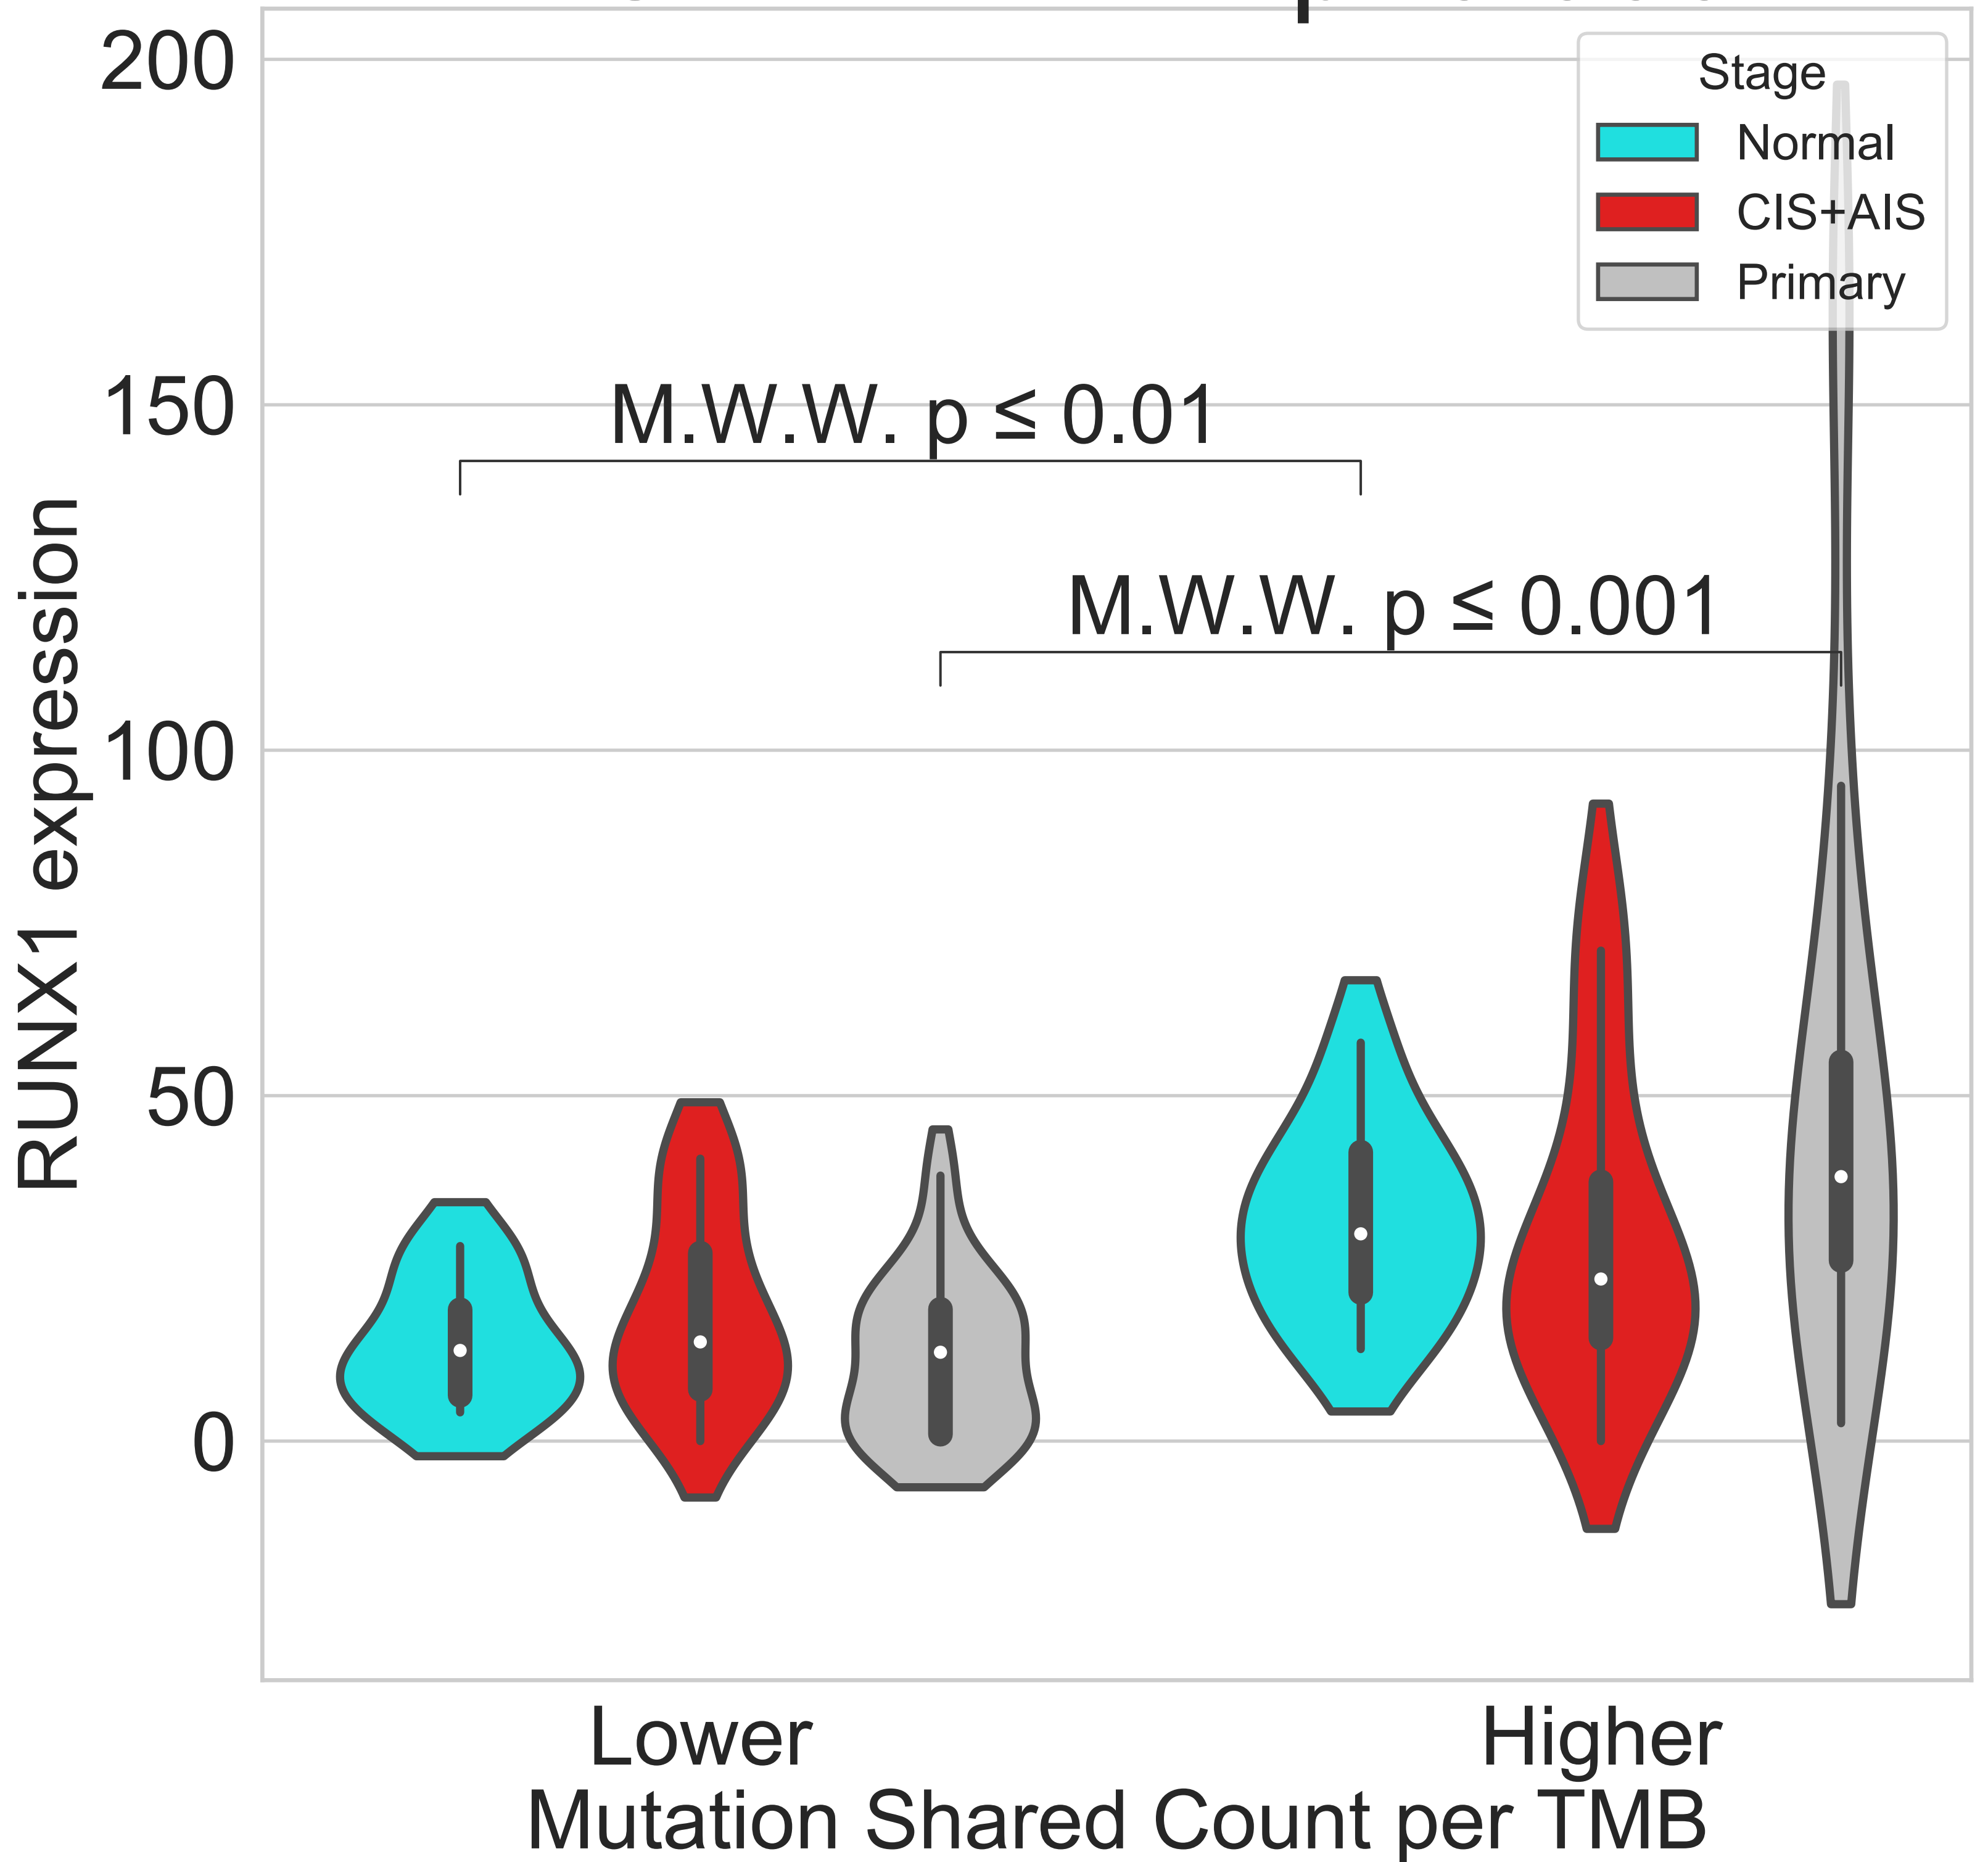 200
150
100
50
0
RUNX1 expression
Stage
Normal
CIS+AIS
Primary
M.W.W. p ≤ 0.01
M.W.W. p ≤ 0.001
Lower
Higher
Mutation Shared Count per TMB